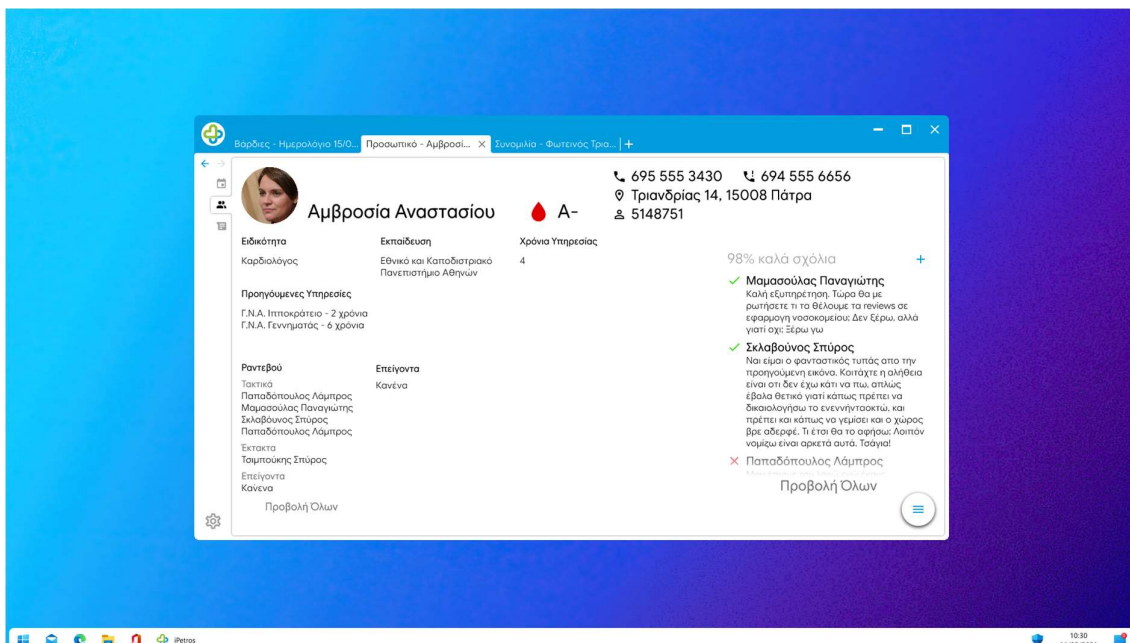 Βάρδιες - Ημερολόγιο 15/0...
Προσωπικό - Αμβροσί...
Συνομιλία - Φωτεινός Τρια...
695 555 3430
694 555 6656
Τριανδρίας 14, 15008 Πάτρα
Αμβροσία Αναστασίου
A-
5148751
Ειδικότητα
Εκπαίδευση
Χρόνια Υπηρεσίας
Καρδιολόγος
Εθνικό και Καποδιστριακό
Πανεπιστήμιο Αθηνών
4
Προηγούμενες Υπηρεσίες
Γ.Ν.Α. Ιπποκράτειο - 2 χρόνια
Γ.Ν.Α. Γεννηματάς - 6 χρόνια
Ραντεβού
Επείγοντα
Τακτικά
Κανένα
Παπαδόπουλος Λάμπρος
Μαμασούλας Παναγιώτης
Σκλαβόυνος Σπύρος
Παπαδόπουλος Λάμπρος
Έκτακτα
Τσιμπούκης Σπύρος
Επείγοντα
Κανενα
Προβολή Όλων
98% καλά σχόλια
Μαμασούλας Παναγιώτης
Καλή εξυπηρέτηση. Τώρα θα με
ρωτήσετε τι τα θέλουμε τα reviews σε
εφαρμογη νοσοκομείου; Δεν ξέρω, αλλά
γιατί οχι; Ξέρω γω
Σκλαβούνος Σπύρος
Ναι είμαι ο φανταστικός τυπάς απο την
προηγούμενη εικόνα. Κοιτάχτε η αλήθεια
είναι οτι δεν έχω κάτι να πω, απλώς
έβαλα θετικό γιατί κάπως πρέπει να
δικαιολογήσω το ενενήνταοκτώ, και
πρέπει και κάπως να γεμίσει και ο χώρος
βρε αδερφέ. Τι έτσι θα το αφήσω; Λοιπόν
νομίζω είναι αρκετά αυτά. Τσάγια!
Παπαδόπουλος Λάμπρος
Προβολή Όλων
iPetros
10:30